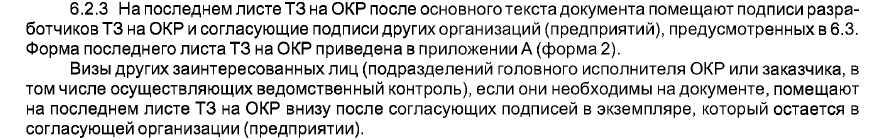 6.2.3 На последнем листе ТЗ на ОКР после основного текста документа помещают подписи разра-
ботчиков ТЗ на ОКР и согласующие подписи других организаций (предприятий), предусмотренных в 6.3.
Форма последнего листа ТЗ на ОКР приведена в приложении А (форма 2).
Визы других заинтересованных лиц (подразделений головного исполнителя ОКР или заказчика, в
том числе осуществляющих ведомственный контроль), если они необходимы на документе, помещают
на последнем листе ТЗ на ОКР внизу после согласующих подписей в экземпляре, который остается в
согласующей организации (предприятии).